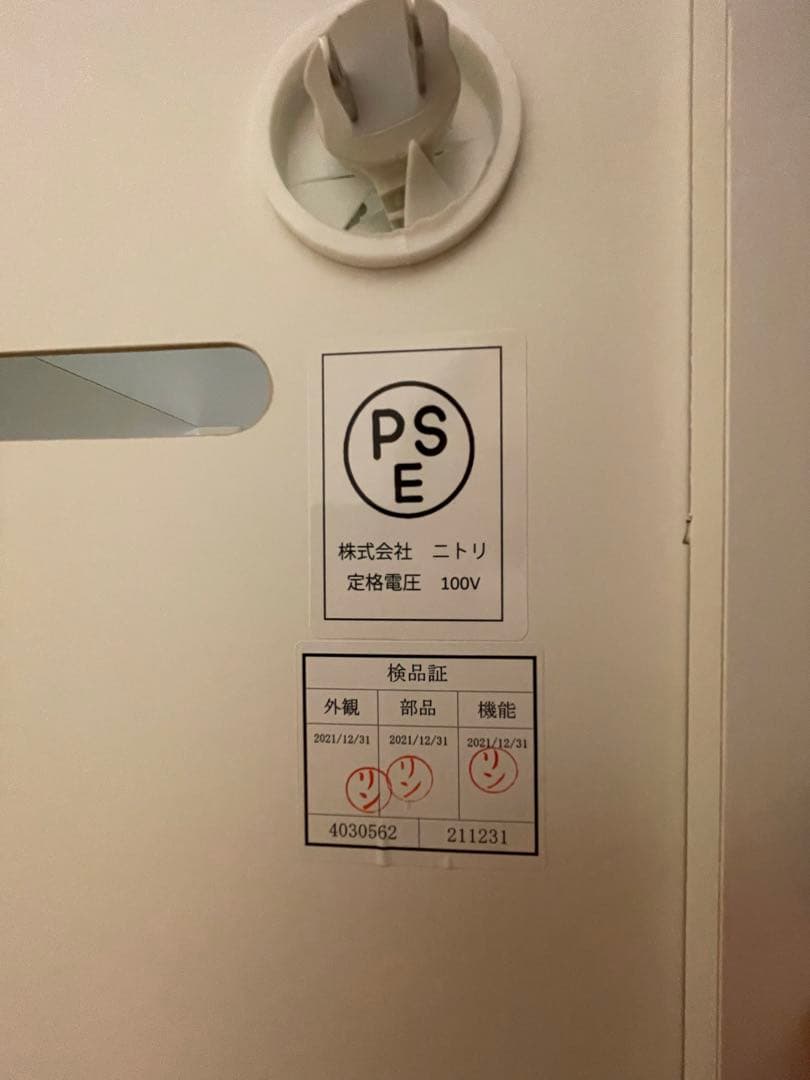 PS
E
株式会社 ニトリ
定格電圧 100V
検品証
外観 部品 機能
2021/12/31 2021/12/31 2021/12/31
リン リン リン
4030562 211231